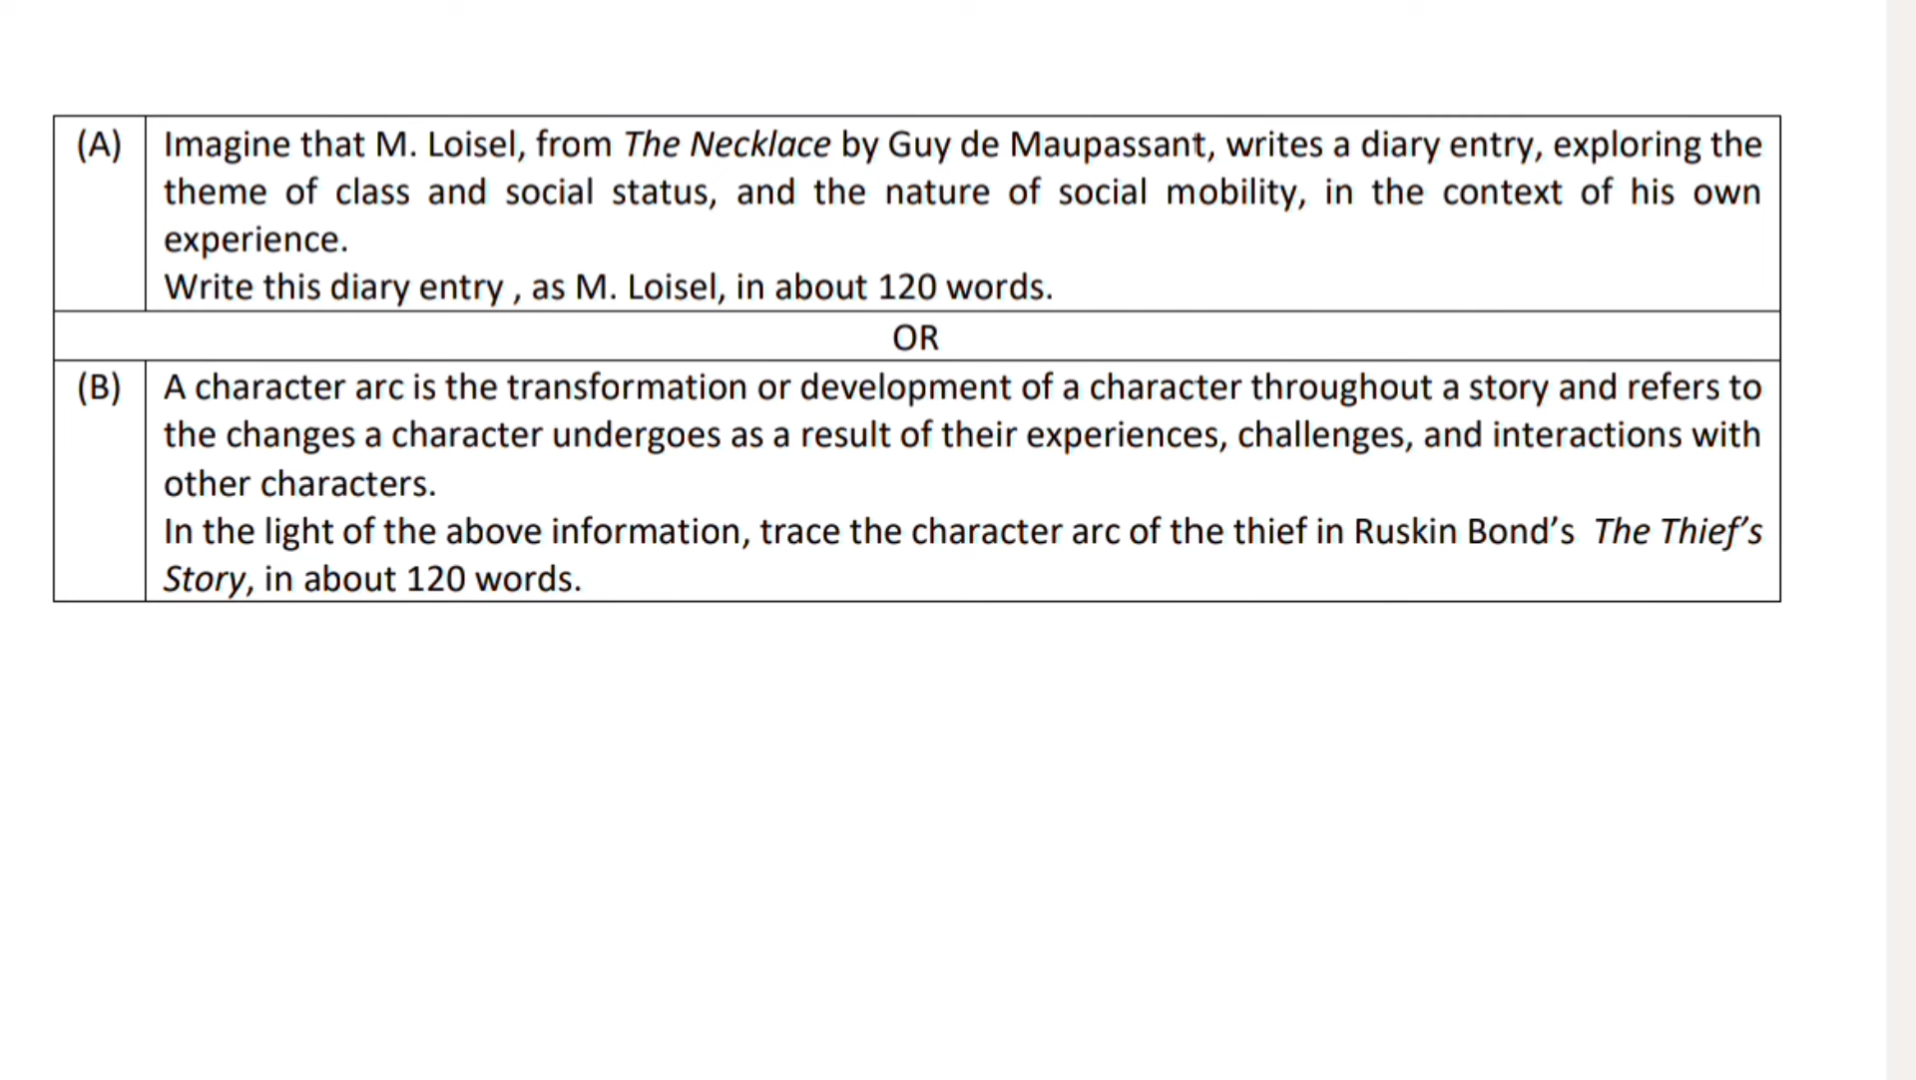 (A) Imagine that M. Loisel, from The Necklace by Guy de Maupassant, writes a diary entry, exploring the
theme of class and social status, and the nature of social mobility, in the context of his own
experience.
Write this diary entry , as M. Loisel, in about 120 words.
OR
(B) A character arc is the transformation or development of a character throughout a story and refers to
the changes a character undergoes as a result of their experiences, challenges, and interactions with
other characters.
In the light of the above information, trace the character arc of the thief in Ruskin Bond’s The Thief’s
Story, in about 120 words.